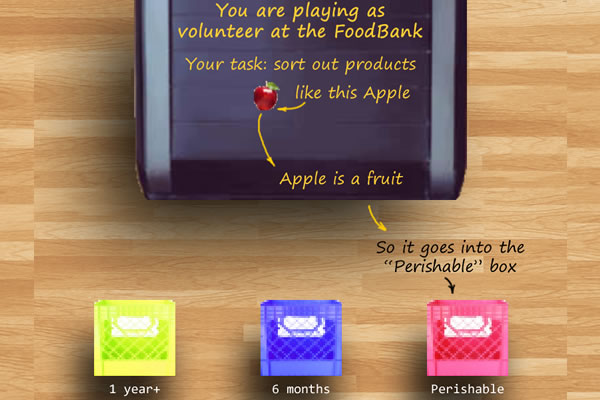 You are playing as
volunteer at the FoodBank
Your task: sort out products
like this Apple
Apple is a fruit
So it goes into the
“Perishable” box
1 year+
6 months
Perishable